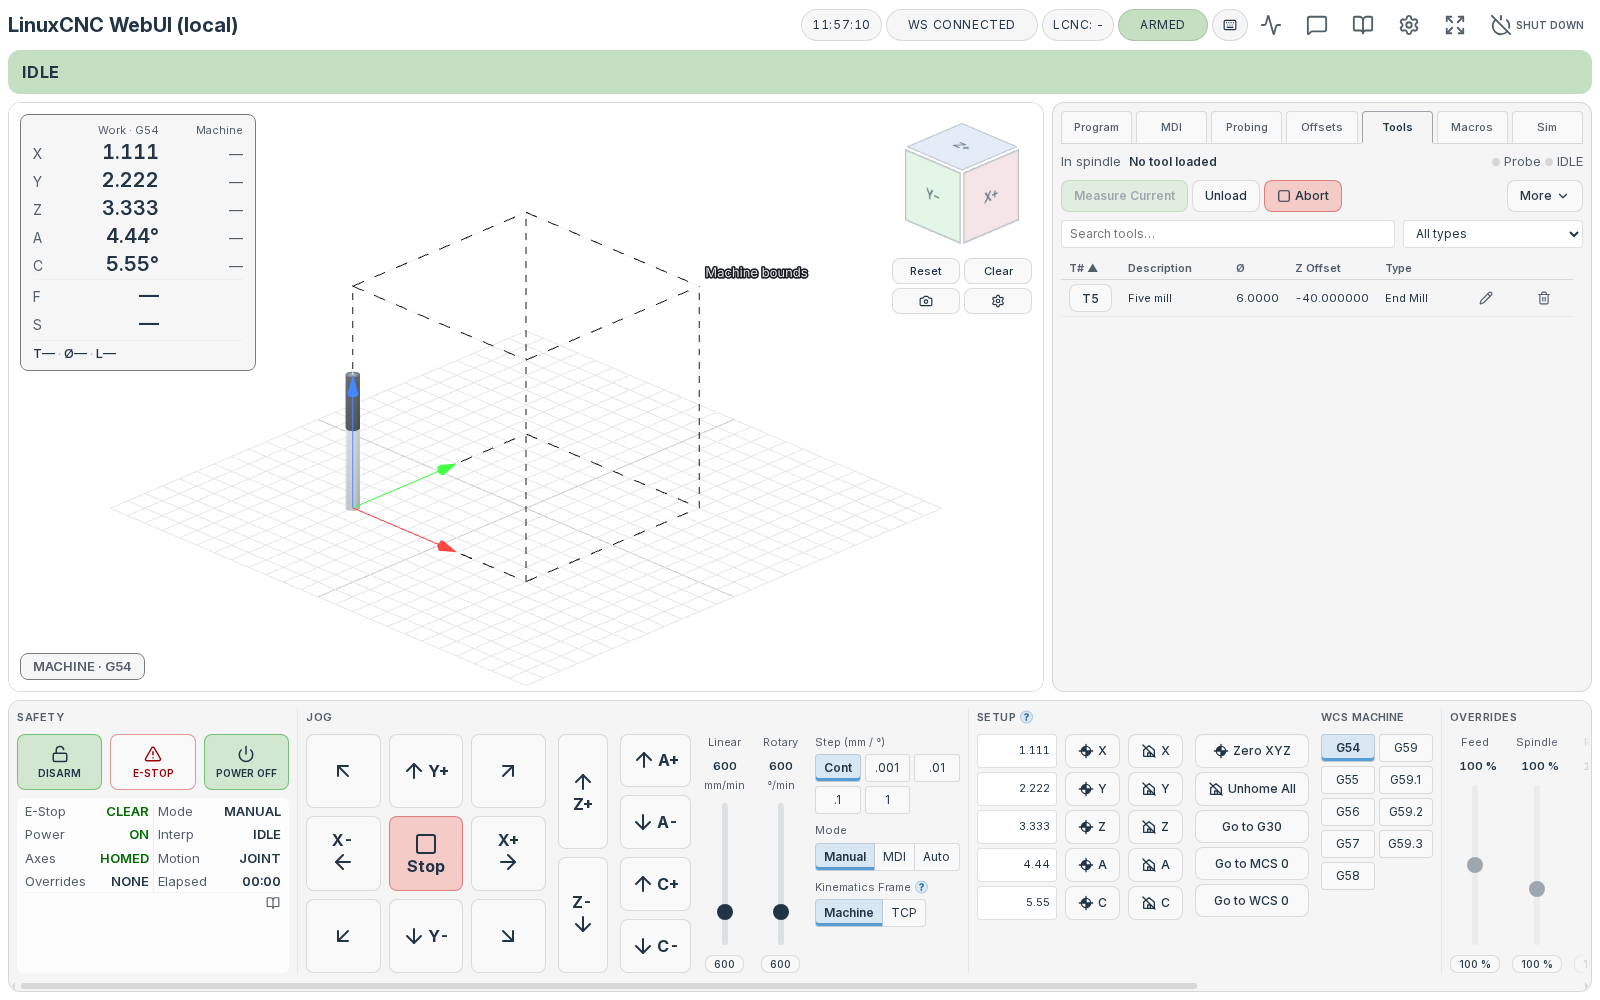 LinuxCNC WebUI (local)
11:57:10
WS CONNECTED
LCNC: -
ARMED
SHUT DOWN
IDLE
Work · G54 Machine
X 1.111 —
Y 2.222 —
Z 3.333 —
A 4.44° —
C 5.55° —
F —
S —
T— · Ø— · L—
Machine bounds
Z+
Y-
X+
Reset
Clear
MACHINE · G54
Program
MDI
Probing
Offsets
Tools
Macros
Sim
In spindle No tool loaded
Probe IDLE
Measure Current
Unload
Abort
More
Search tools...
All types
T# ▲ Description Ø Z Offset Type
T5 Five mill 6.0000 -40.000000 End Mill
SAFETY
DISARM
E-STOP
POWER OFF
E-Stop CLEAR Mode MANUAL
Power ON Interp IDLE
Axes HOMED Motion JOINT
Overrides NONE Elapsed 00:00
JOG
Y+
X-
Stop
X+
Y-
Z+
Z-
A+
A-
C+
C-
Linear
600
mm/min
600
Rotary
600
°/min
600
Step (mm / °)
Cont .001 .01
.1 1
Mode
Manual MDI Auto
Kinematics Frame ?
Machine TCP
SETUP ?
1.111 X X
2.222 Y Y
3.333 Z Z
4.44 A A
5.55 C C
Zero XYZ
Unhome All
Go to G30
Go to MCS 0
Go to WCS 0
WCS MACHINE
G54 G59
G55 G59.1
G56 G59.2
G57 G59.3
G58
OVERRIDES
Feed
100 %
100 %
Spindle
100 %
100 %